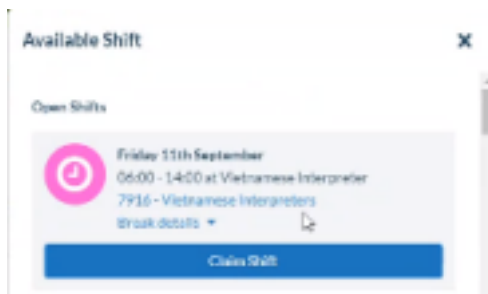 Available Shift
Open Shifts
Friday 11th September
06:00 - 14:00 at Vietnamese Interpreter
7916 - Vietnamese Interpreters
Break details
Claim Shift